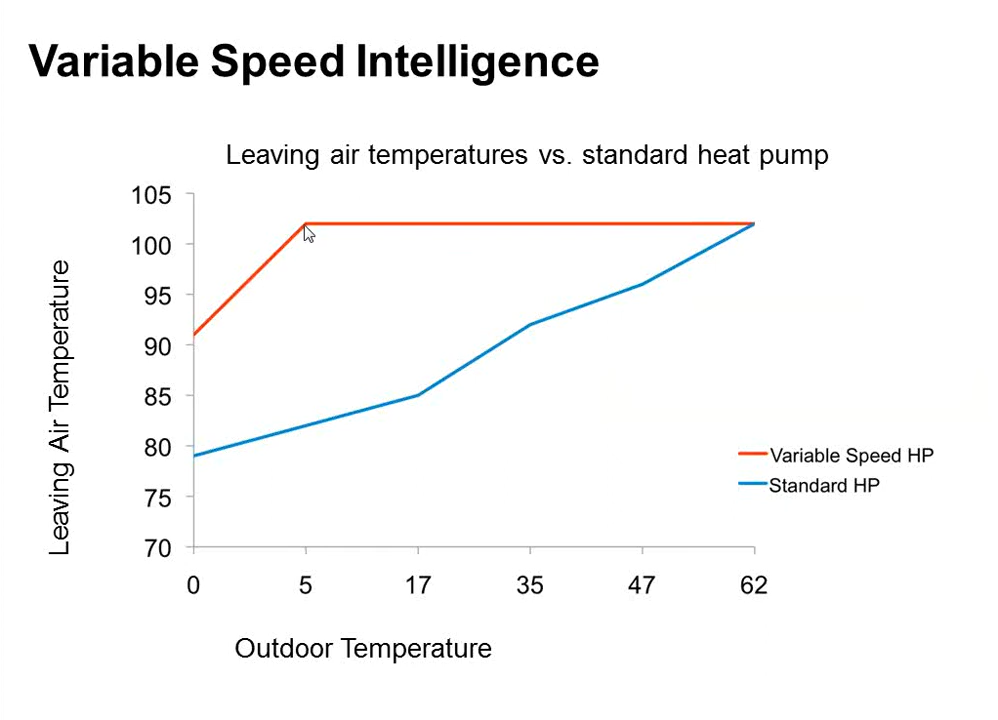 Variable Speed Intelligence
Leaving air temperatures vs. standard heat pump
105
100
95
90
85
80
75
70
Leaving Air Temperature
0 5 17 35 47 62
Outdoor Temperature
Variable Speed HP
Standard HP